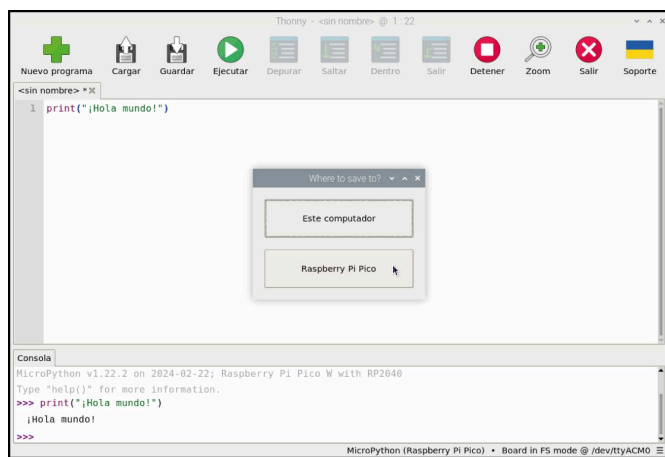 Thonny - <sin nombre> @ 1:22
Nuevo programa Cargar Guardar Ejecutar Depurar Saltar Dentro Salir Detener Zoom Salir Soporte
<sin nombre> *
1 print("¡Hola mundo!")
Where to save to?
Este computador
Raspberry Pi Pico
Consola
MicroPython v1.22.2 on 2024-02-22; Raspberry Pi Pico W with RP2040
Type "help()" for more information.
>>> print("¡Hola mundo!")
¡Hola mundo!
>>>
MicroPython (Raspberry Pi Pico) • Board in FS mode @ /dev/ttyACM0